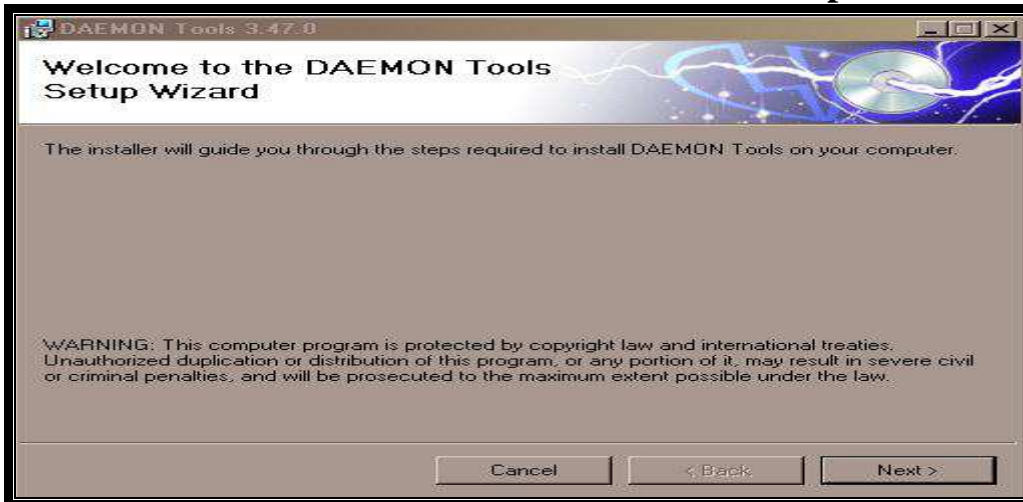 DAEMON Tools 3.47.0
Welcome to the DAEMON Tools
Setup Wizard
The installer will guide you through the steps required to install DAEMON Tools on your computer.
WARNING: This computer program is protected by copyright law and international treaties.
Unauthorized duplication or distribution of this program, or any portion of it, may result in severe civil
or criminal penalties, and will be prosecuted to the maximum extent possible under the law.
Cancel < Back Next >